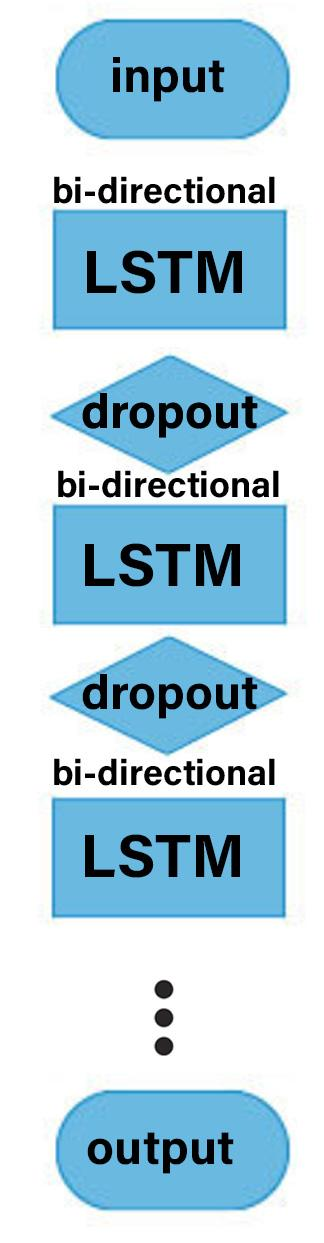 input
bi-directional
LSTM
dropout
bi-directional
LSTM
dropout
bi-directional
LSTM
output